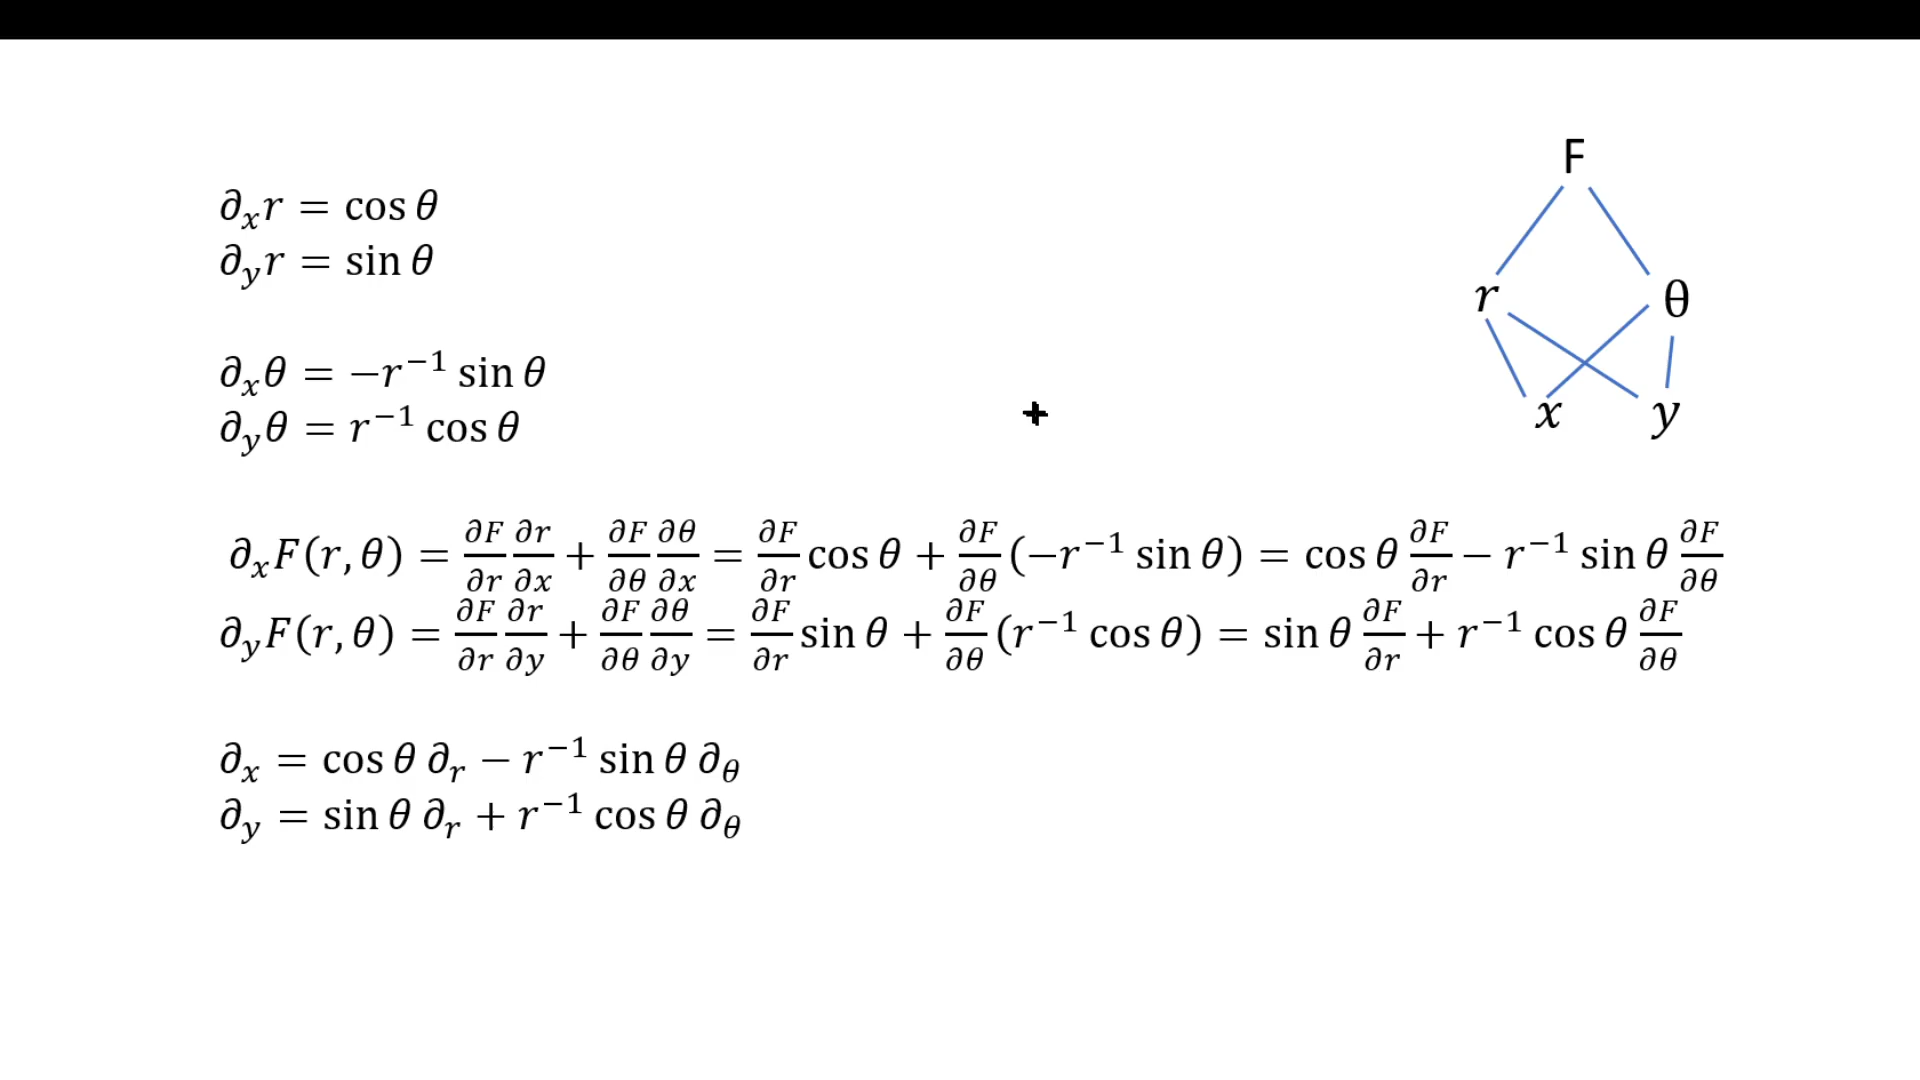 F
∂ₓr = cos θ
∂ᵧr = sin θ
r θ
∂ₓθ = −r⁻¹ sin θ
∂ᵧθ = r⁻¹ cos θ
x y
∂ₓF(r, θ) = ∂F/∂r ∂r/∂x + ∂F/∂θ ∂θ/∂x = ∂F/∂r cos θ + ∂F/∂θ (−r⁻¹ sin θ) = cos θ ∂F/∂r − r⁻¹ sin θ ∂F/∂θ
∂ᵧF(r, θ) = ∂F/∂r ∂r/∂y + ∂F/∂θ ∂θ/∂y = ∂F/∂r sin θ + ∂F/∂θ (r⁻¹ cos θ) = sin θ ∂F/∂r + r⁻¹ cos θ ∂F/∂θ
∂ₓ = cos θ ∂ᵣ − r⁻¹ sin θ ∂_θ
∂ᵧ = sin θ ∂ᵣ + r⁻¹ cos θ ∂_θ